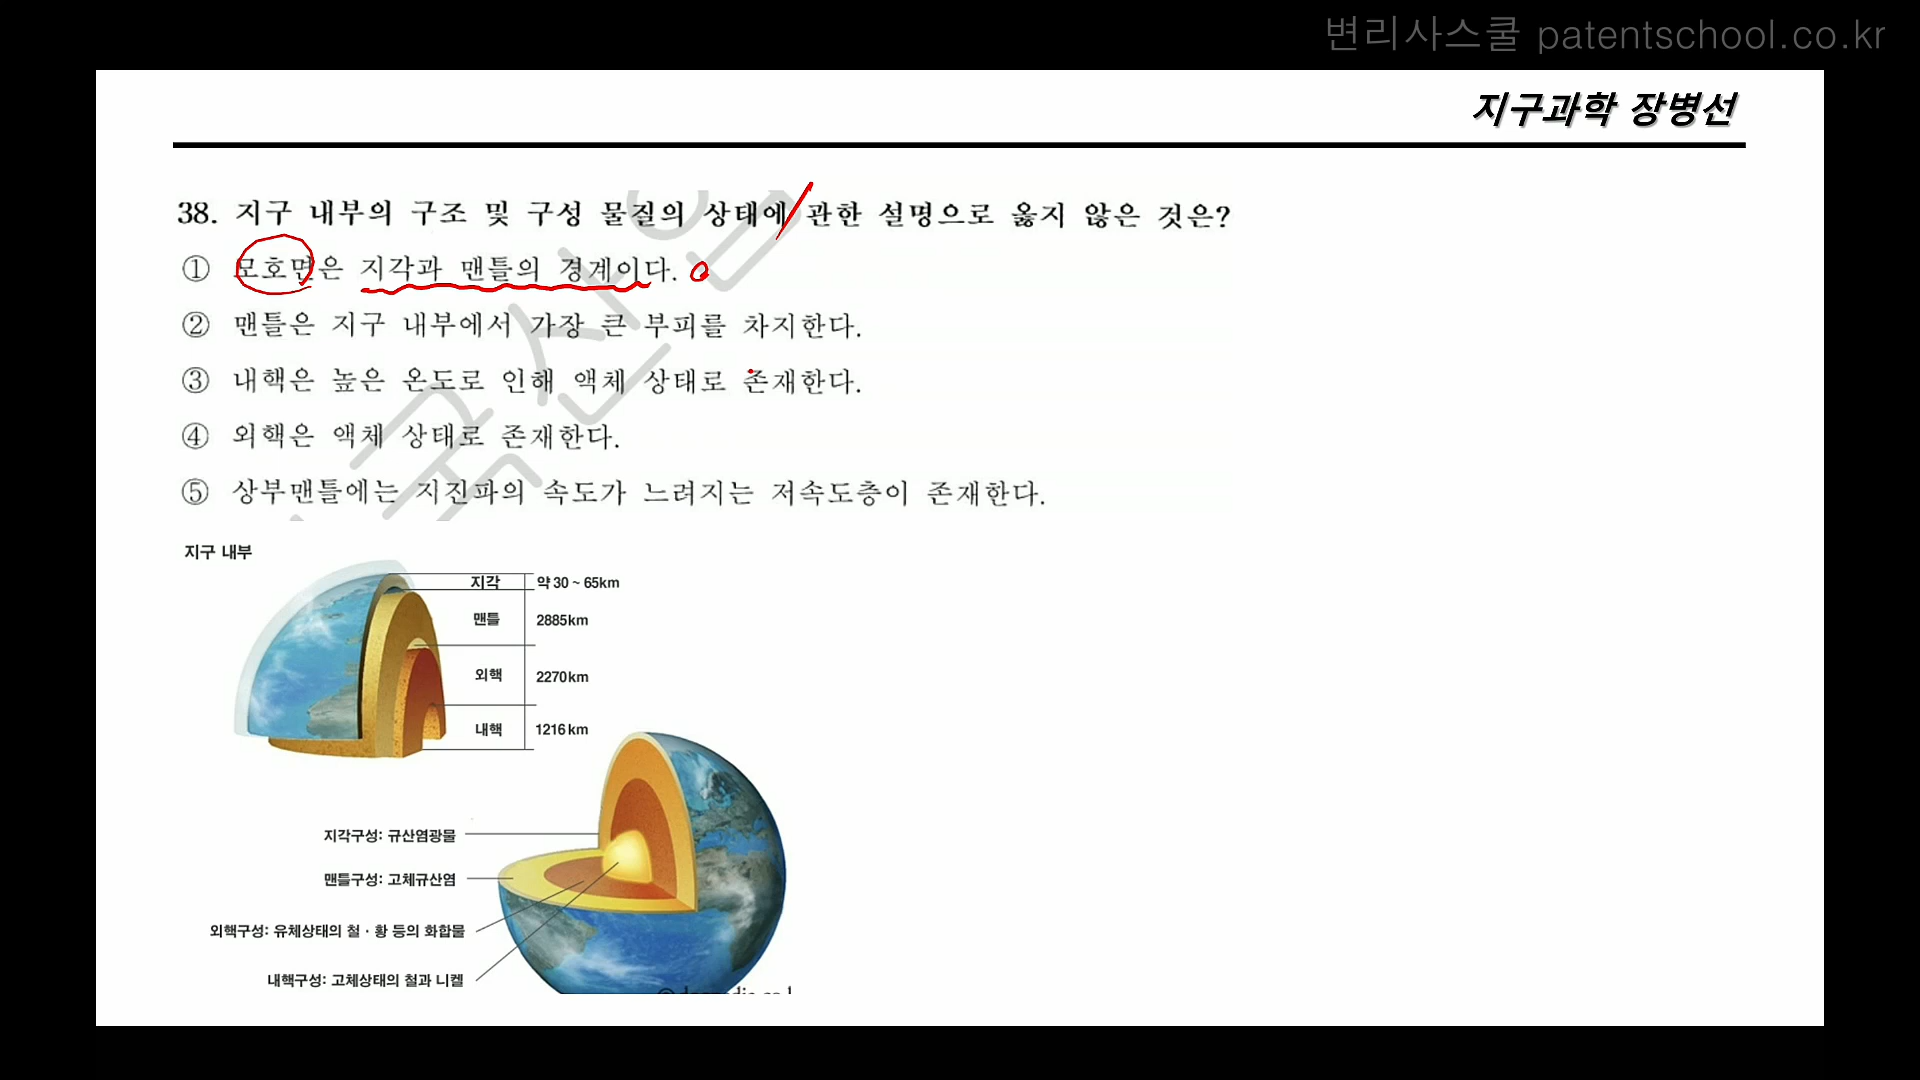 변리사스쿨 patentschool.co.kr
지구과학 장병선
38. 지구 내부의 구조 및 구성 물질의 상태에 관한 설명으로 옳지 않은 것은?
① 모호면은 지각과 맨틀의 경계이다.
② 맨틀은 지구 내부에서 가장 큰 부피를 차지한다.
③ 내핵은 높은 온도로 인해 액체 상태로 존재한다.
④ 외핵은 액체 상태로 존재한다.
⑤ 상부맨틀에는 지진파의 속도가 느려지는 저속도층이 존재한다.
지구 내부
지각 약 30 ~ 65km
맨틀 2885km
외핵 2270km
내핵 1216km
지각구성: 규산염광물
맨틀구성: 고체규산염
외핵구성: 유체상태의 철 · 황 등의 화합물
내핵구성: 고체상태의 철과 니켈